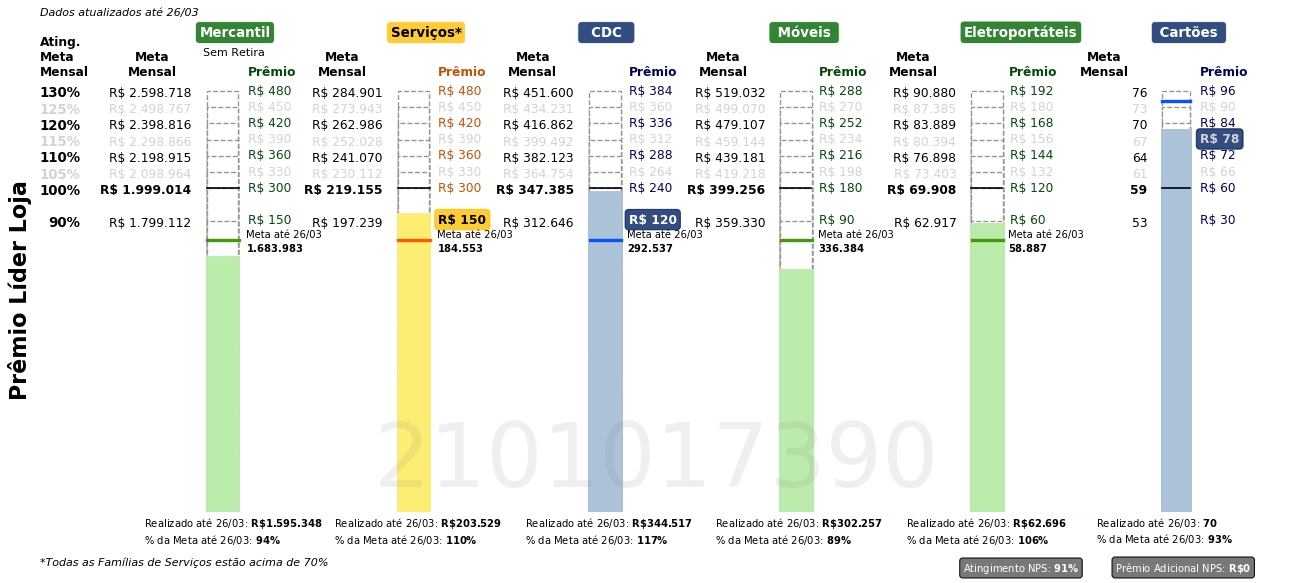 Dados atualizados até 26/03
Mercantil Serviços* CDC Móveis Eletroportáteis Cartões
Ating. Meta Mensal
Sem Retira
Meta Mensal Prêmio Meta Mensal Prêmio Meta Mensal Prêmio Meta Mensal Prêmio Meta Mensal Prêmio Meta Mensal Prêmio
130% R$ 2.598.718 R$ 480 R$ 284.901 R$ 480 R$ 451.600 R$ 384 R$ 519.032 R$ 288 R$ 90.880 R$ 192 76 R$ 96
125% R$ 2.498.767 R$ 450 R$ 273.943 R$ 450 R$ 434.231 R$ 360 R$ 499.070 R$ 270 R$ 87.385 R$ 180 73 R$ 90
120% R$ 2.398.816 R$ 420 R$ 262.986 R$ 420 R$ 416.862 R$ 336 R$ 479.107 R$ 252 R$ 83.889 R$ 168 70 R$ 84
115% R$ 2.298.866 R$ 390 R$ 252.028 R$ 390 R$ 399.492 R$ 312 R$ 459.144 R$ 234 R$ 80.394 R$ 156 67 R$ 78
110% R$ 2.198.915 R$ 360 R$ 241.070 R$ 360 R$ 382.123 R$ 288 R$ 439.181 R$ 216 R$ 76.898 R$ 144 64 R$ 72
105% R$ 2.098.964 R$ 330 R$ 230.112 R$ 330 R$ 364.754 R$ 264 R$ 419.218 R$ 198 R$ 73.403 R$ 132 61 R$ 66
100% R$ 1.999.014 R$ 300 R$ 219.155 R$ 300 R$ 347.385 R$ 240 R$ 399.256 R$ 180 R$ 69.908 R$ 120 59 R$ 60
90% R$ 1.799.112 R$ 150 R$ 197.239 R$ 150 R$ 312.646 R$ 120 R$ 359.330 R$ 90 R$ 62.917 R$ 60 53 R$ 30
Meta até 26/03 Meta até 26/03 Meta até 26/03 Meta até 26/03 Meta até 26/03
1.683.983 184.553 292.537 336.384 58.887
Prêmio Líder Loja
2101017390
Realizado até 26/03: R$1.595.348 Realizado até 26/03: R$203.529 Realizado até 26/03: R$344.517 Realizado até 26/03: R$302.257 Realizado até 26/03: R$62.696 Realizado até 26/03: 70
% da Meta até 26/03: 94% % da Meta até 26/03: 110% % da Meta até 26/03: 117% % da Meta até 26/03: 89% % da Meta até 26/03: 106% % da Meta até 26/03: 93%
*Todas as Famílias de Serviços estão acima de 70%
Atingimento NPS: 91% Prêmio Adicional NPS: R$0